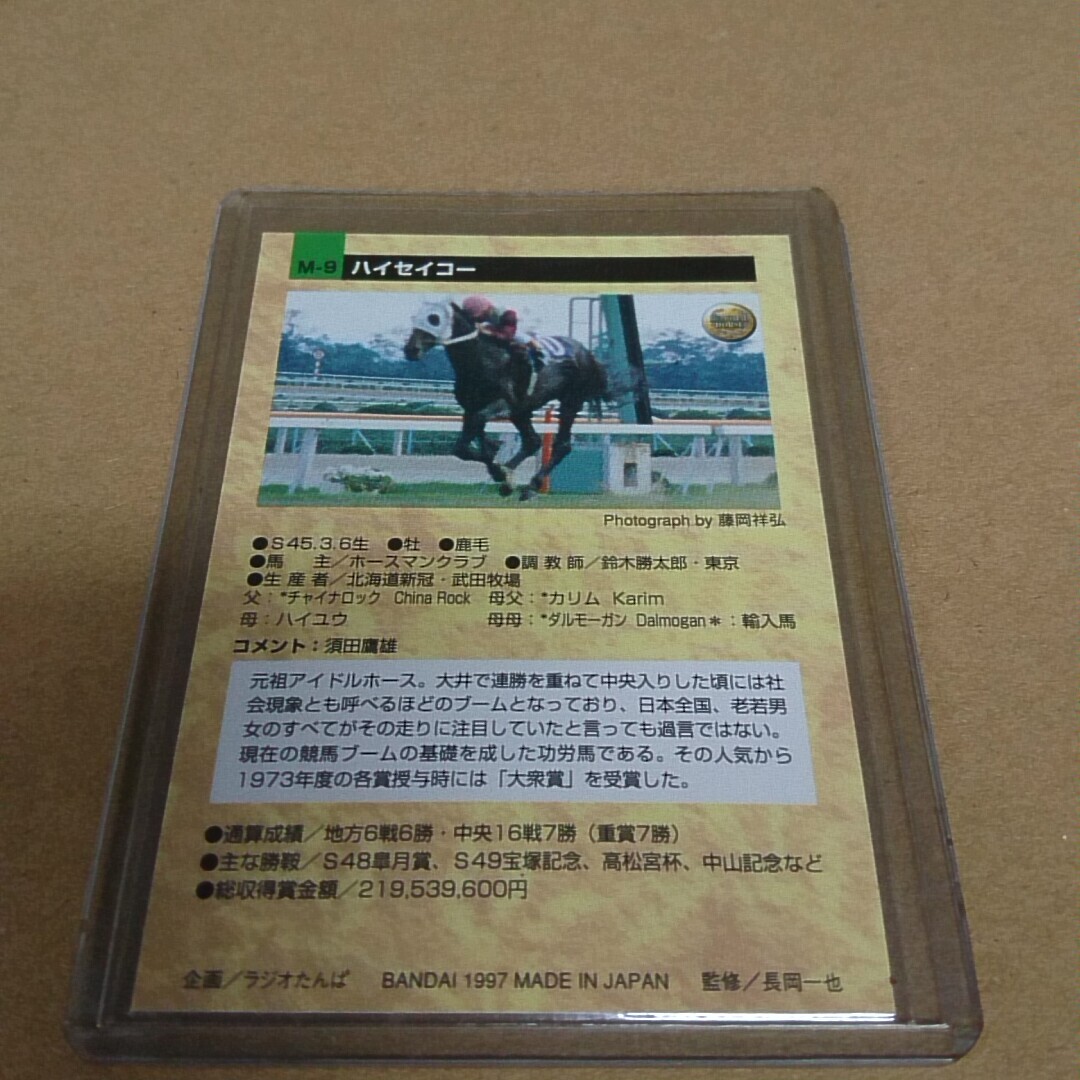 M-9 ハイセイコー
Photograph by 藤岡祥弘
●S45.3.6生 ●牡 ●鹿毛
●馬 主／ホースマンクラブ ●調教師／鈴木勝太郎・東京
●生産者／北海道新冠・武田牧場
父：*チャイナロック China Rock 母父：*カリム Karim
母：ハイユウ 母母：*ダルモーガン Dalmogan＊：輸入馬
コメント：須田鷹雄
元祖アイドルホース。大井で連勝を重ねて中央入りした頃には社
会現象とも呼べるほどのブームとなっており、日本全国、老若男
女のすべてがその走りに注目していたと言っても過言ではない。
現在の競馬ブームの基礎を成した功労馬である。その人気から
1973年度の各賞授与時には「大衆賞」を受賞した。
●通算成績／地方6戦6勝・中央16戦7勝（重賞7勝）
●主な勝鞍／S48皐月賞、S49宝塚記念、高松宮杯、中山記念など
●総収得賞金額／219,539,600円
企画／ラジオたんぱ BANDAI 1997 MADE IN JAPAN 監修／長岡一也